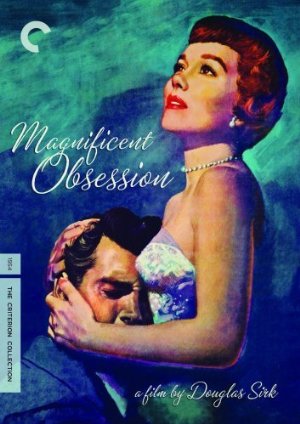 Magnificent
Obsession
1954
THE CRITERION COLLECTION
a film by Douglas Sirk